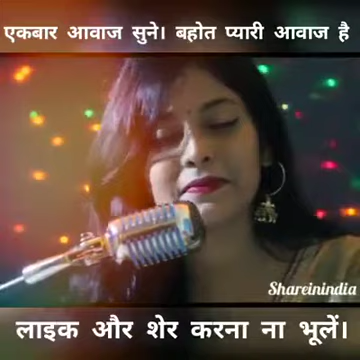 एकबार आवाज सुने। बहोत प्यारी आवाज है
Shareinindia
लाइक और शेर करना ना भूलें।